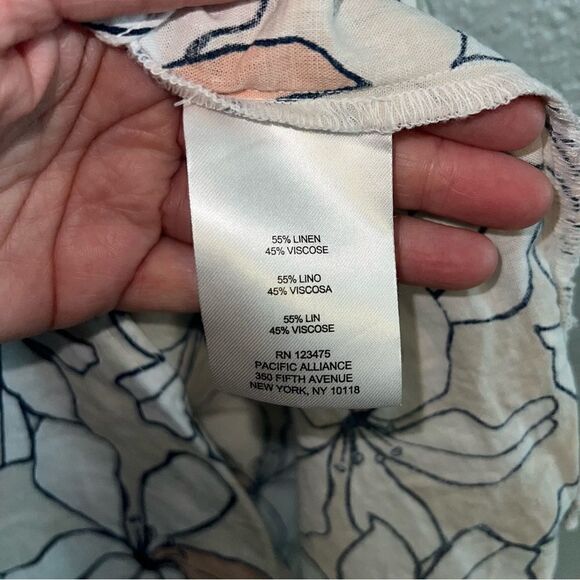 55% LINEN
45% VISCOSE
55% LINO
45% VISCOSA
55% LIN
45% VISCOSE
RN 123475
PACIFIC ALLIANCE
350 FIFTH AVENUE
NEW YORK, NY 10118